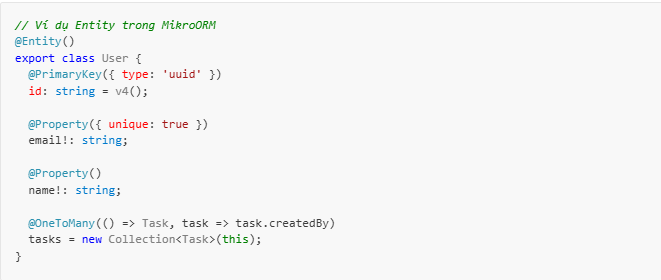 // Ví dụ Entity trong MikroORM
@Entity()
export class User {
  @PrimaryKey({ type: 'uuid' })
  id: string = v4();

  @Property({ unique: true })
  email!: string;

  @Property()
  name!: string;

  @OneToMany(() => Task, task => task.createdBy)
  tasks = new Collection<Task>(this);
}